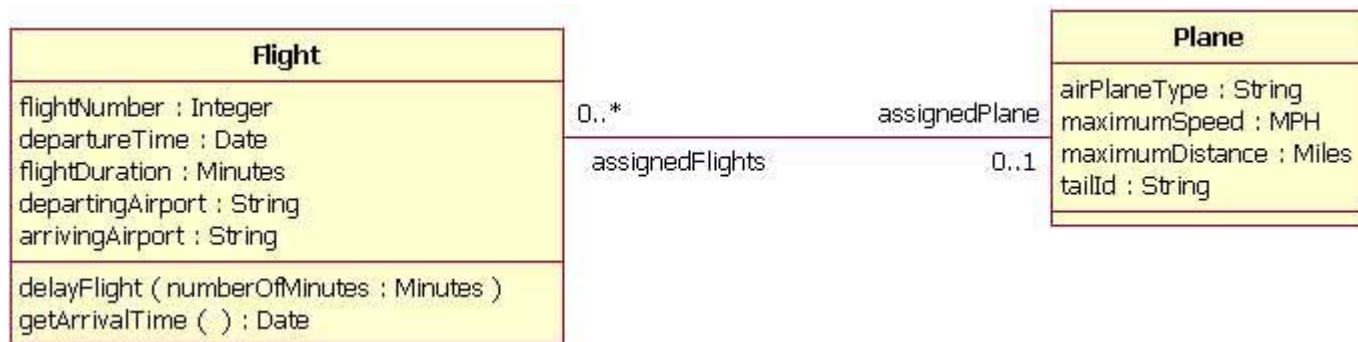 Flight
flightNumber : Integer
departureTime : Date
flightDuration : Minutes
departingAirport : String
arrivingAirport : String
delayFlight ( numberOfMinutes : Minutes )
getArrivalTime ( ) : Date
0..*
assignedFlights
assignedPlane
0..1
Plane
airPlaneType : String
maximumSpeed : MPH
maximumDistance : Miles
tailId : String